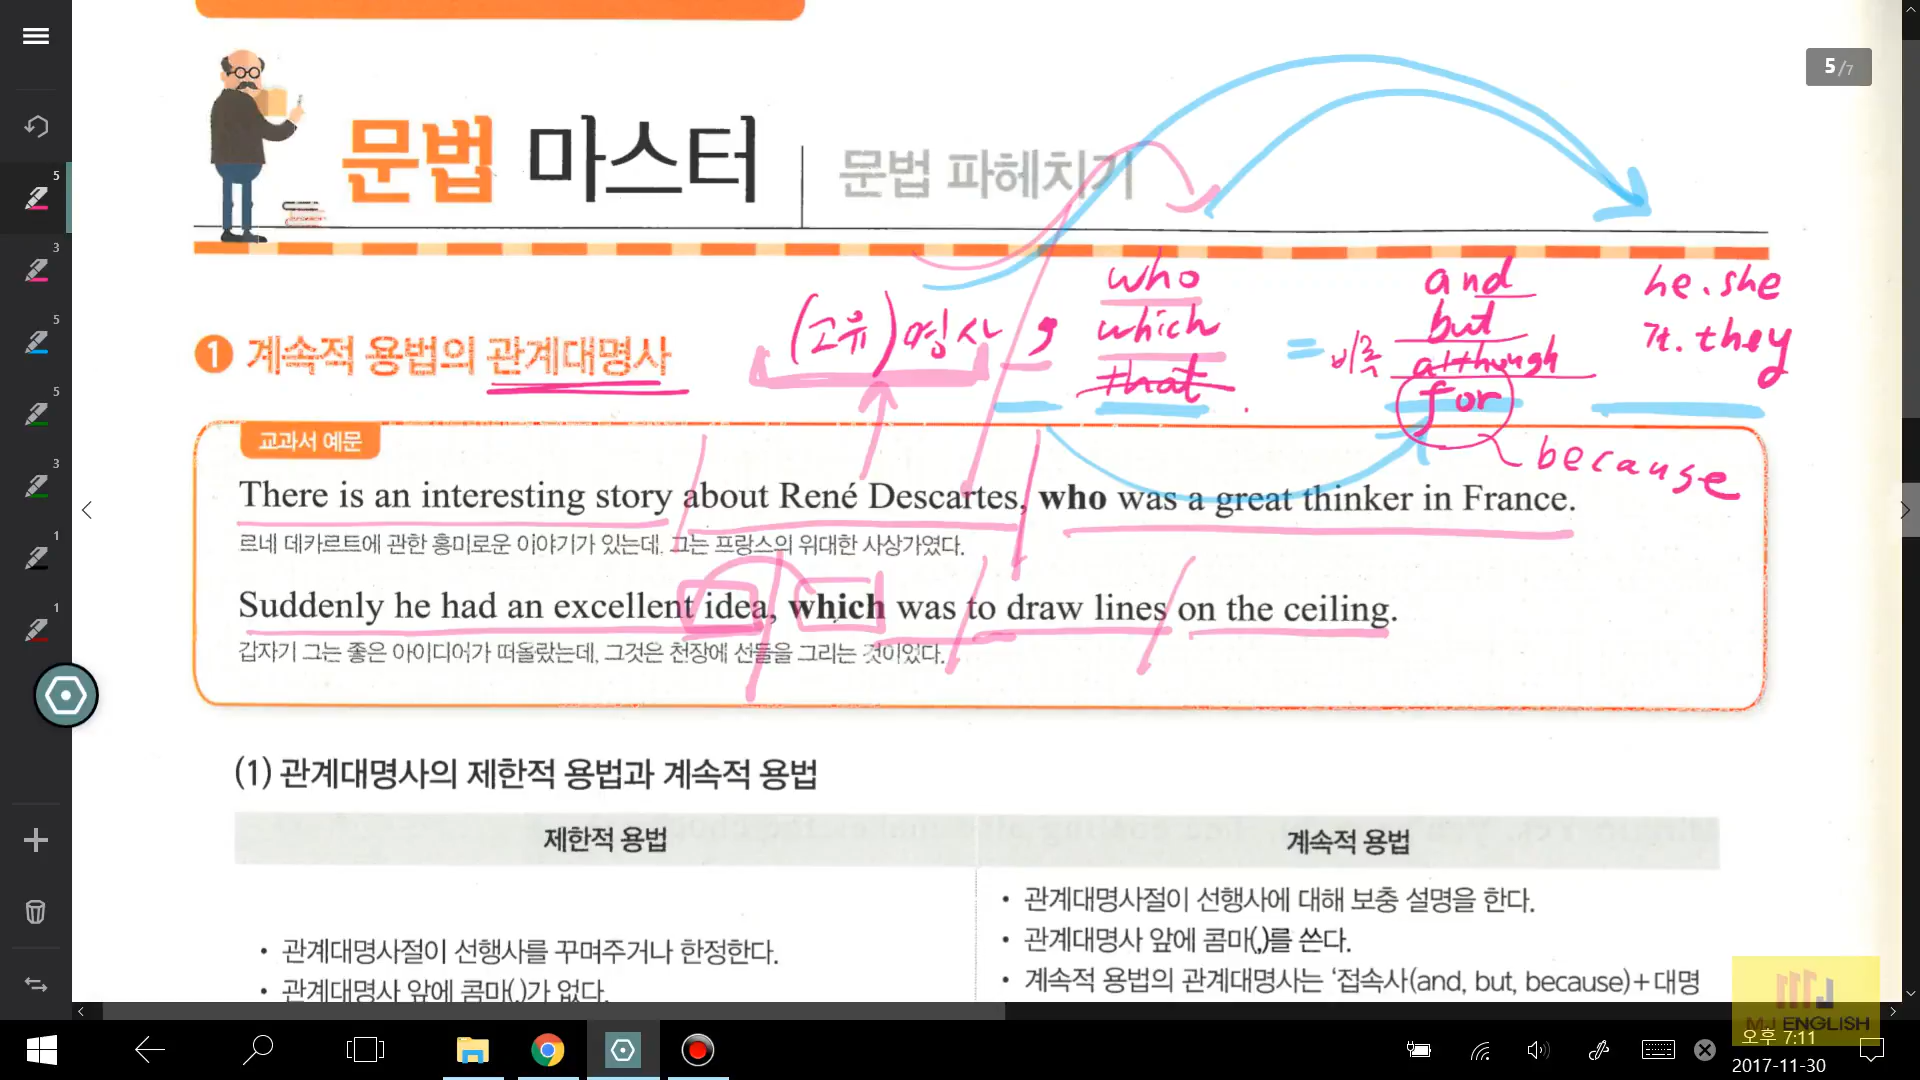 5/7
문법 마스터 문법 파헤치기
who and he. she
(고유)명사 , which = 비록 but it. they
that although
for
because
1 계속적 용법의 관계대명사
교과서 예문
There is an interesting story about René Descartes, who was a great thinker in France.
르네 데카르트에 관한 흥미로운 이야기가 있는데, 그는 프랑스의 위대한 사상가였다.
Suddenly he had an excellent idea, which was to draw lines on the ceiling.
갑자기 그는 좋은 아이디어가 떠올랐는데, 그것은 천장에 선들을 그리는 것이었다.
(1) 관계대명사의 제한적 용법과 계속적 용법
제한적 용법 계속적 용법
• 관계대명사절이 선행사를 꾸며주거나 한정한다.
• 관계대명사 앞에 콤마(,)가 없다.
• 관계대명사절이 선행사에 대해 보충 설명을 한다.
• 관계대명사 앞에 콤마(,)를 쓴다.
• 계속적 용법의 관계대명사는 ‘접속사(and, but, because)+대명
5
3
5
5
3
1
1
MJ ENGLISH
오후 7:11
2017-11-30